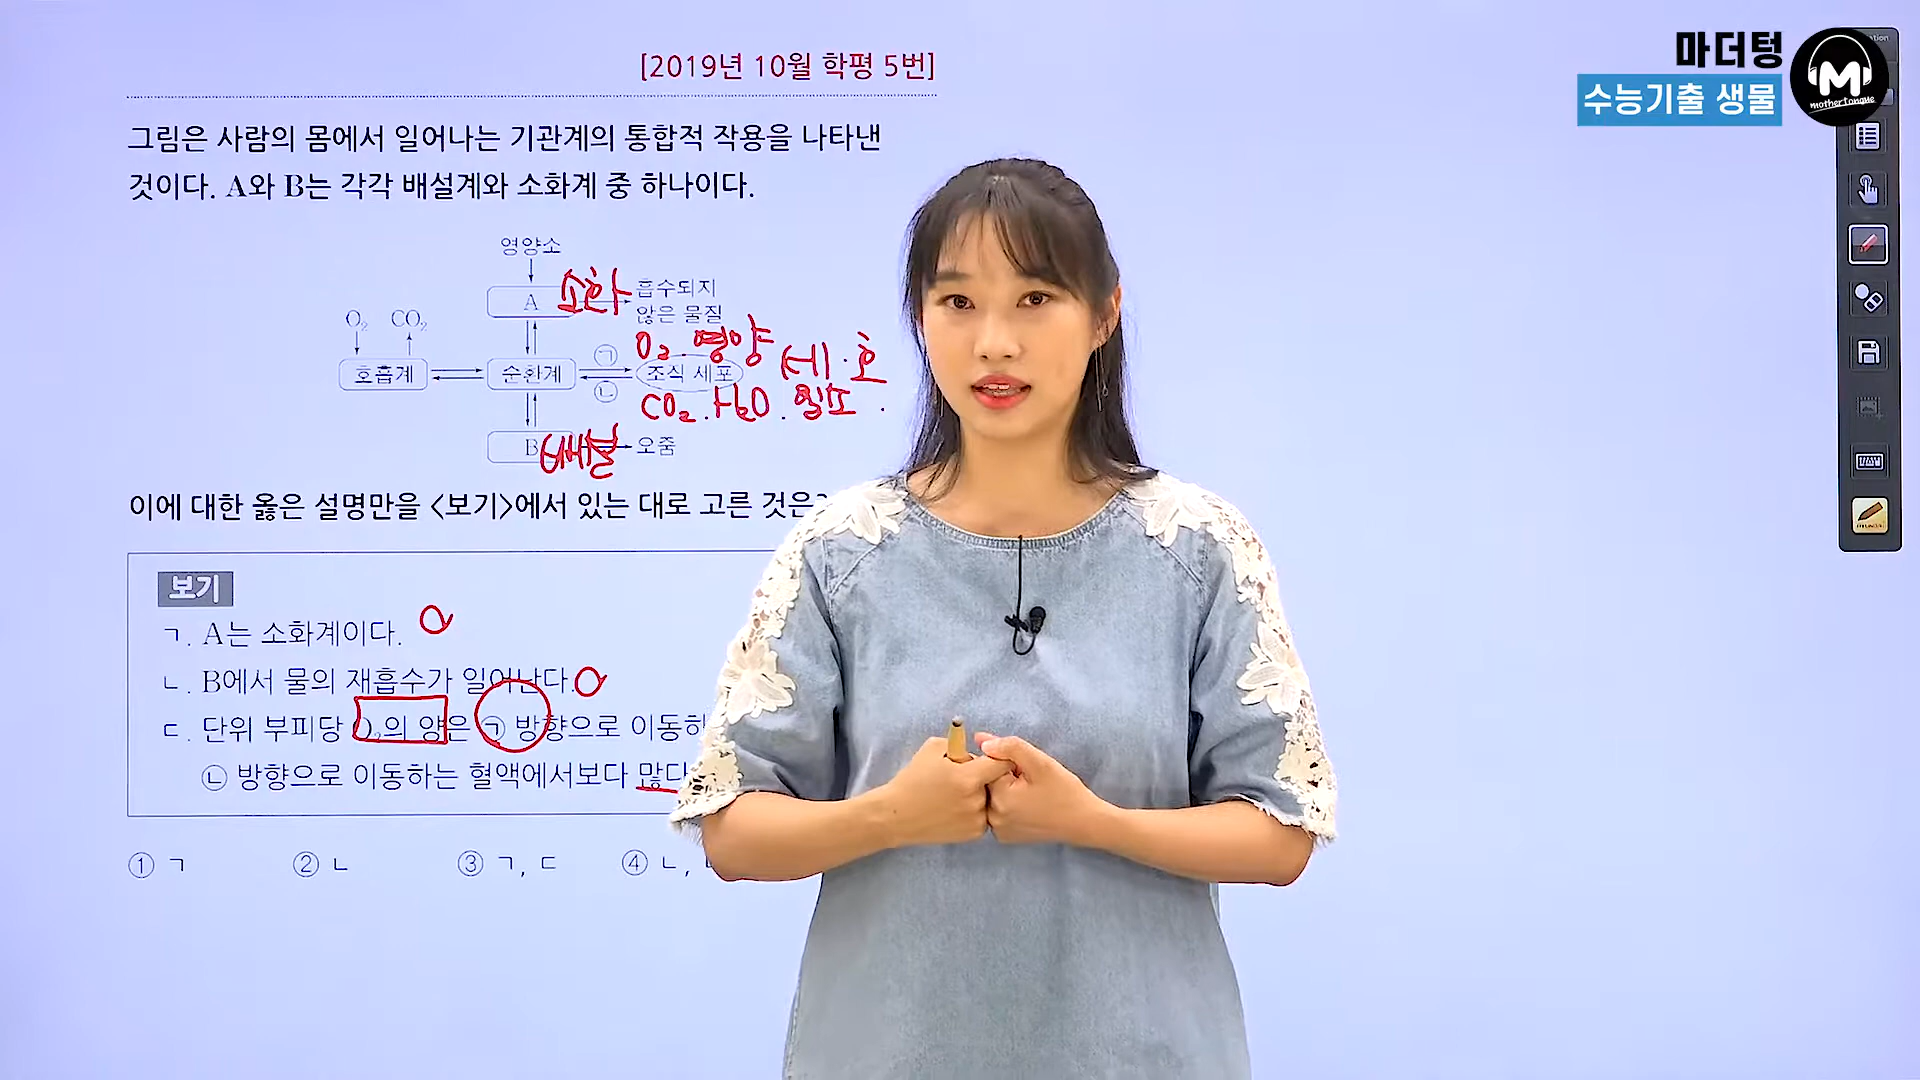 [2019년 10월 학평 5번]
마더텅
수능기출 생물
mothertongue
그림은 사람의 몸에서 일어나는 기관계의 통합적 작용을 나타낸
것이다. A와 B는 각각 배설계와 소화계 중 하나이다.
영양소
A 소화 흡수되지
않은 물질
O₂ CO₂
O₂. 영양
호흡계 순환계 ㉠ 조직 세포 세·호
㉡
CO₂. H₂O.
B 배설 오줌
이에 대한 옳은 설명만을 <보기>에서 있는 대로 고른 것은?
보기
ㄱ. A는 소화계이다.
ㄴ. B에서 물의 재흡수가 일어난다.
ㄷ. 단위 부피당 O₂의 양은 ㉠ 방향으로 이동하
㉡ 방향으로 이동하는 혈액에서보다 많다
① ㄱ ② ㄴ ③ ㄱ, ㄷ ④ ㄴ,